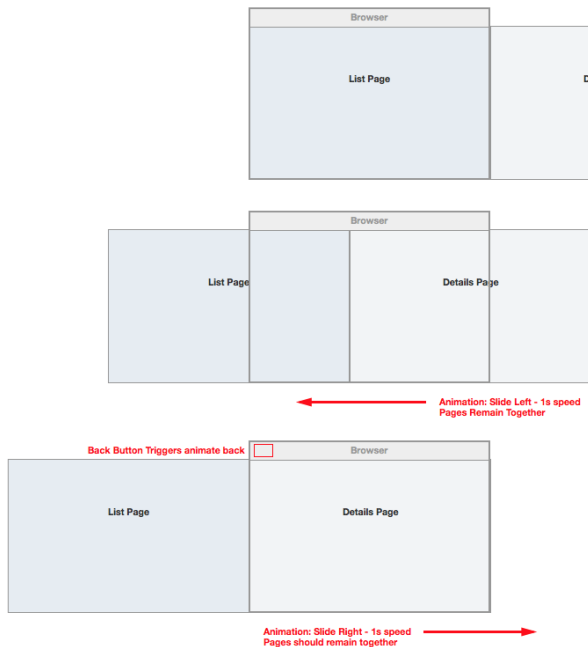 Browser
List Page
D
Browser
List Page
Details Page
Animation: Slide Left - 1s speed
Pages Remain Together
Back Button Triggers animate back
Browser
List Page
Details Page
Animation: Slide Right - 1s speed
Pages should remain together